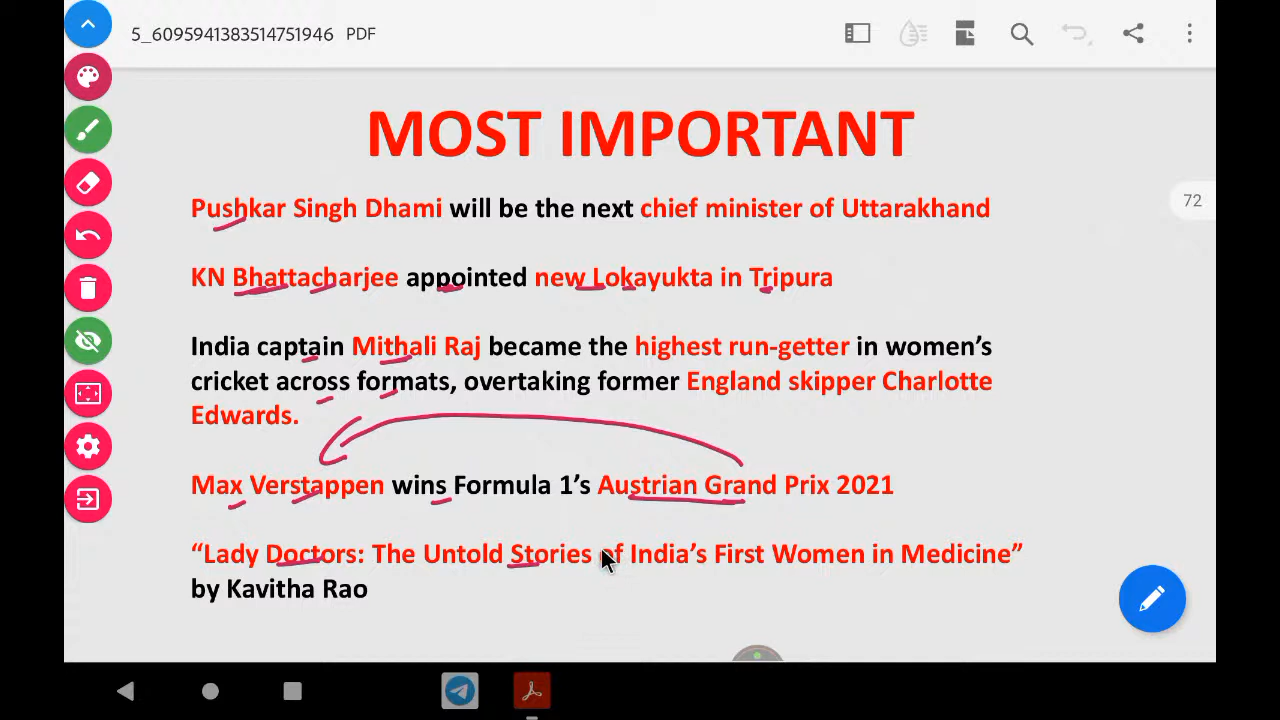 5_6095941383514751946 PDF
MOST IMPORTANT
72
Pushkar Singh Dhami will be the next chief minister of Uttarakhand
KN Bhattacharjee appointed new Lokayukta in Tripura
India captain Mithali Raj became the highest run-getter in women’s
cricket across formats, overtaking former England skipper Charlotte
Edwards.
Max Verstappen wins Formula 1’s Austrian Grand Prix 2021
“Lady Doctors: The Untold Stories of India’s First Women in Medicine”
by Kavitha Rao